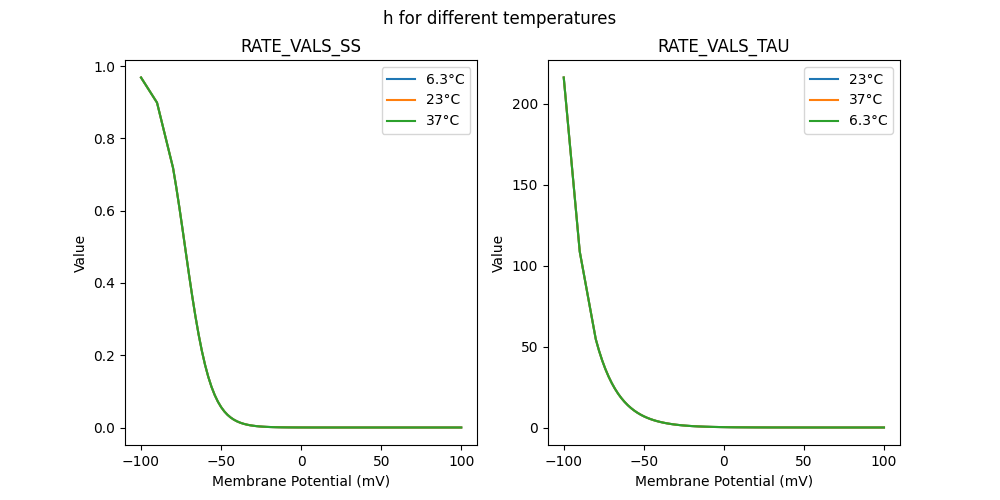 h for different temperatures
RATE_VALS_SS
Value
1.0
0.8
0.6
0.4
0.2
0.0
6.3°C
23°C
37°C
−100
−50
0
50
100
Membrane Potential (mV)
RATE_VALS_TAU
Value
200
150
100
50
0
23°C
37°C
6.3°C
−100
−50
0
50
100
Membrane Potential (mV)